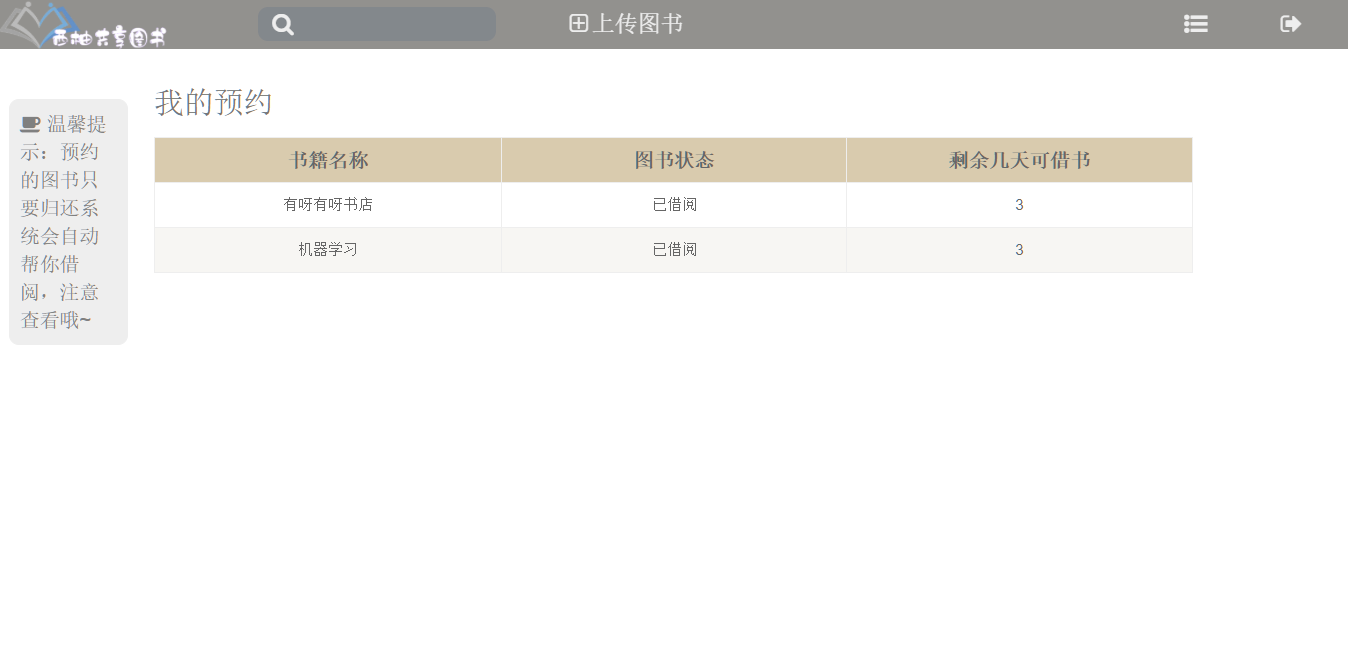 西柚共享图书
上传图书
温馨提
示：预约
的图书只
要归还系
统会自动
帮你借
阅，注意
查看哦~
我的预约
书籍名称 图书状态 剩余几天可借书
有呀有呀书店 已借阅 3
机器学习 已借阅 3